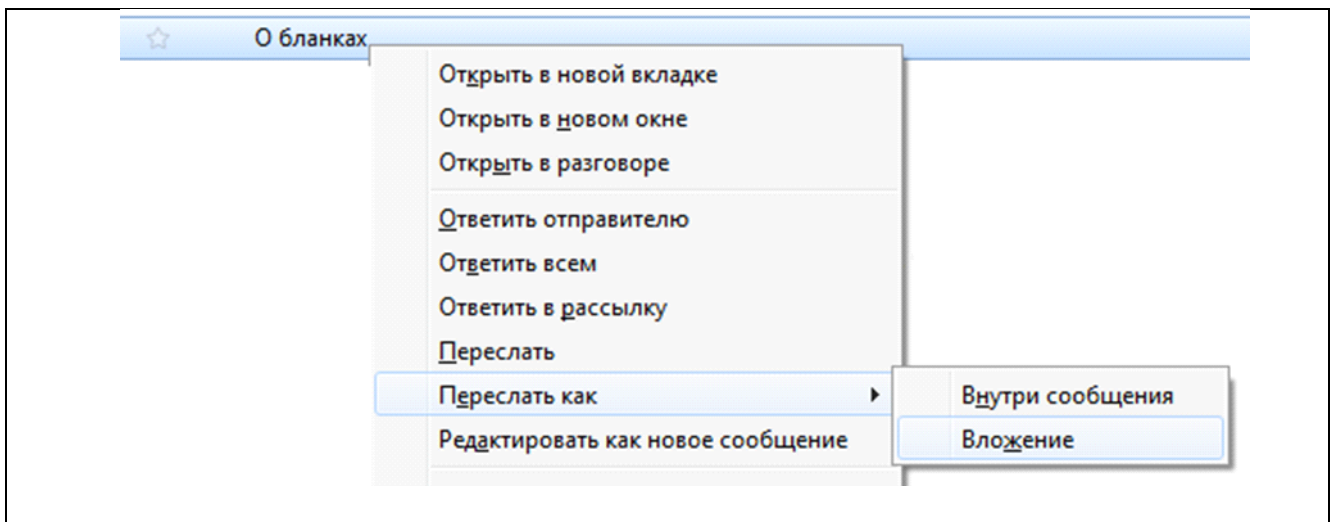 О бланках
Открыть в новой вкладке
Открыть в новом окне
Открыть в разговоре
Ответить отправителю
Ответить всем
Ответить в рассылку
Переслать
Переслать как
Внутри сообщения
Редактировать как новое сообщение
Вложение